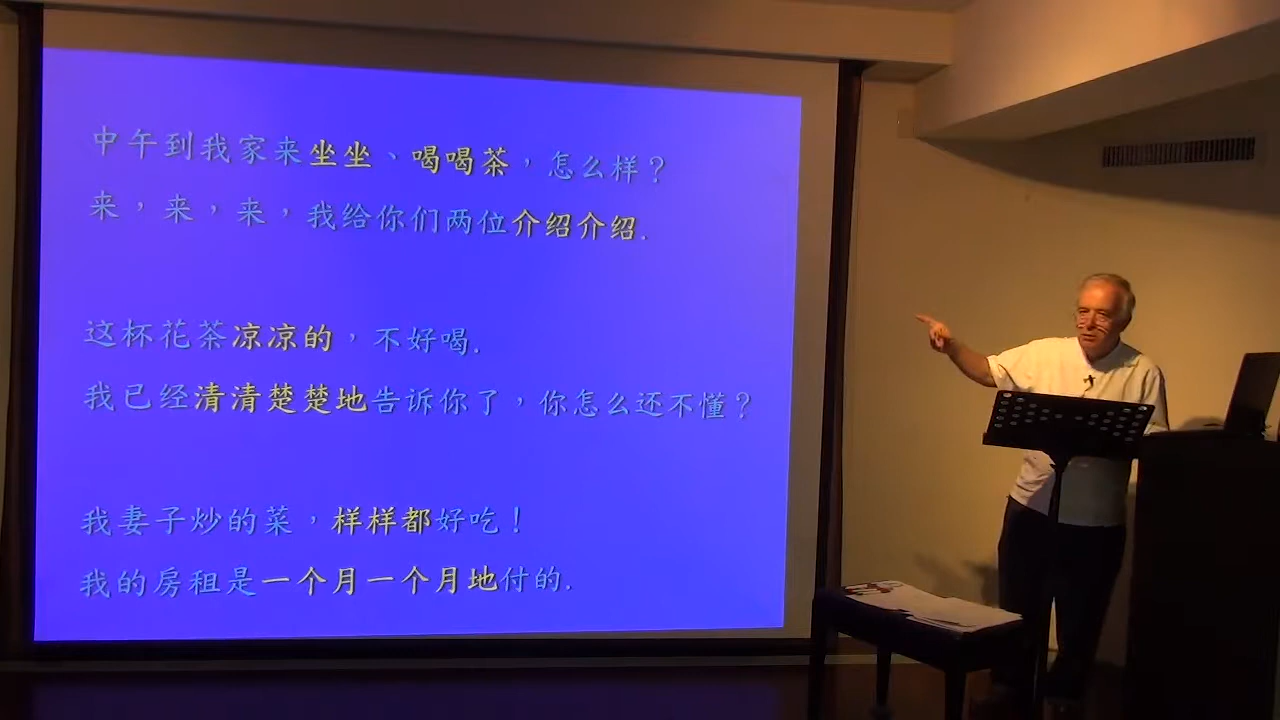 中午到我家来坐坐、喝喝茶，怎么样？
来，来，来，我给你们两位介绍介绍.
这杯花茶凉凉的，不好喝.
我已经清清楚楚地告诉你了，你怎么还不懂？
我妻子炒的菜，样样都好吃！
我的房租是一个月一个月地付的.